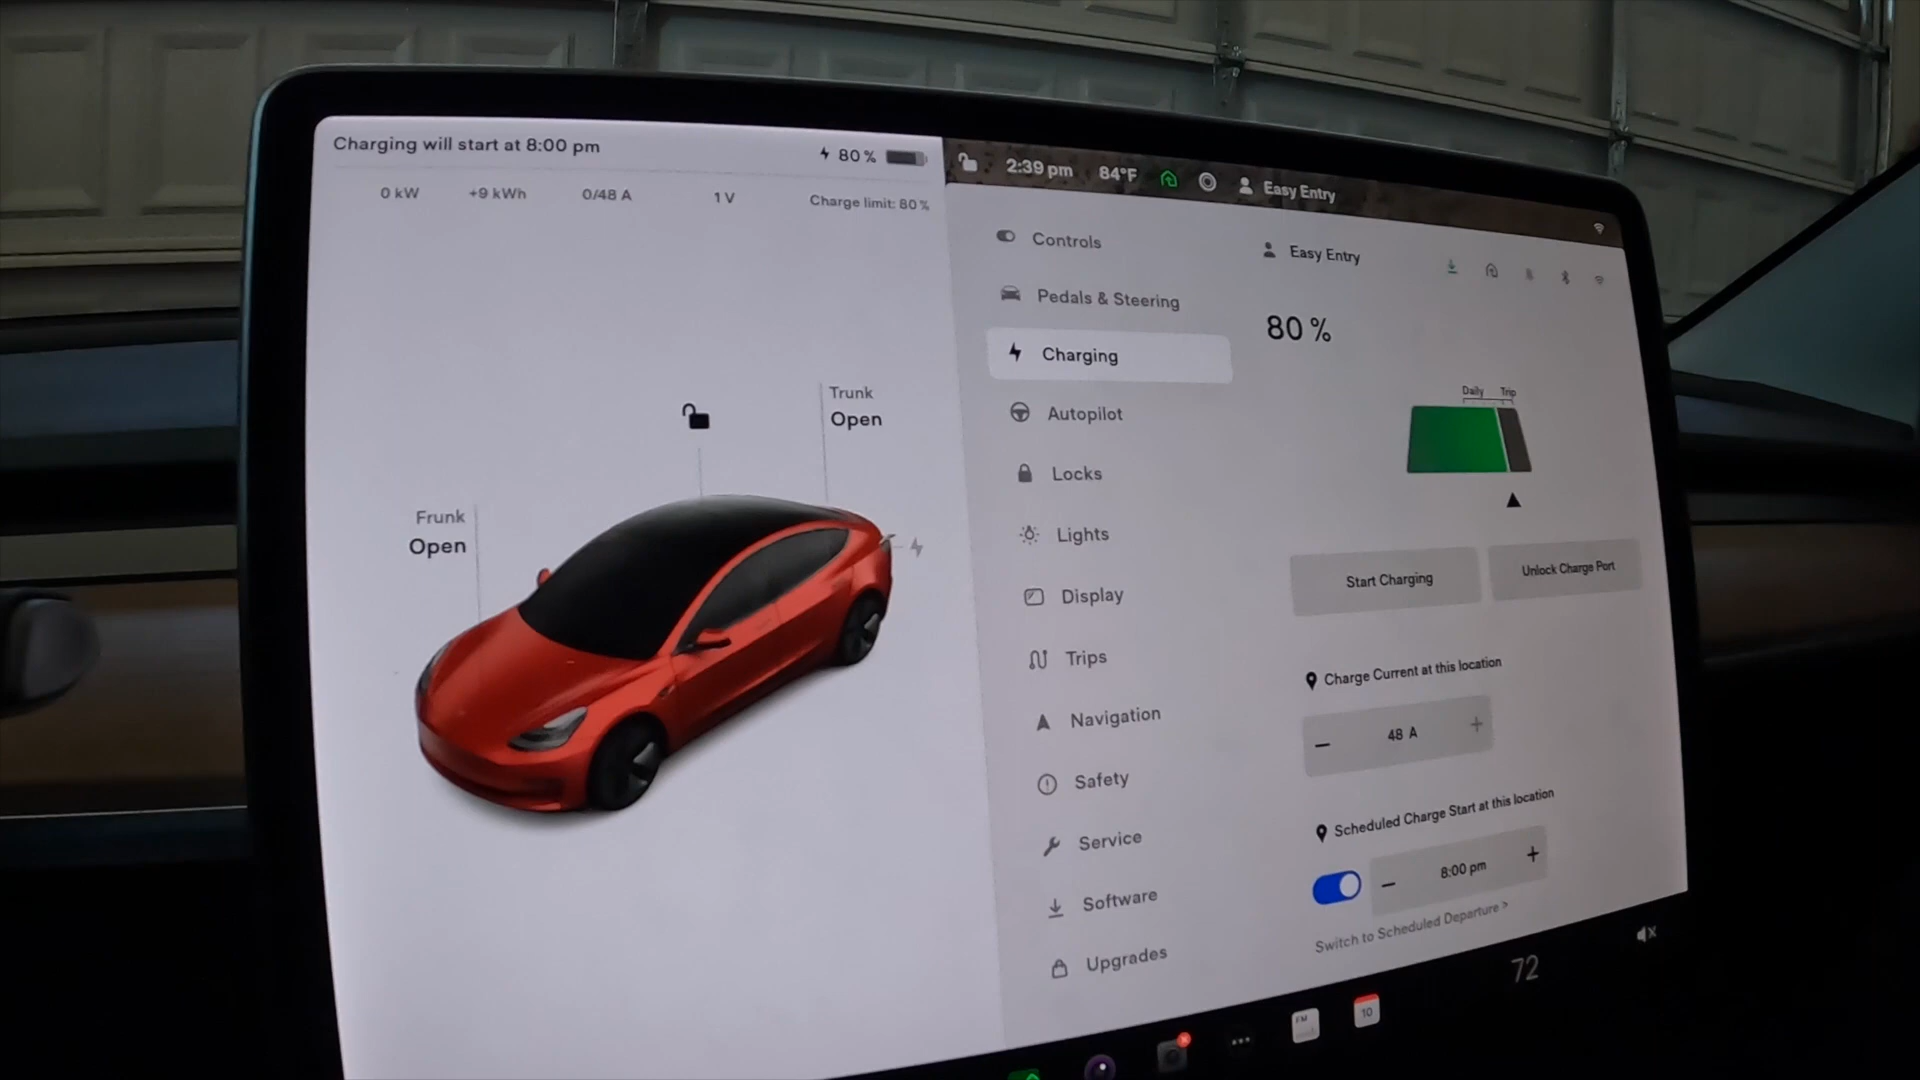 Charging will start at 8:00 pm
80%
0 kW
+9 kWh
0/48 A
1 V
Charge limit: 80%
Trunk
Open
Frunk
Open
2:39 pm
84°F
Easy Entry
Controls
Pedals & Steering
Charging
Autopilot
Locks
Lights
Display
Trips
Navigation
Safety
Service
Software
Upgrades
Easy Entry
80%
Daily
Trip
Start Charging
Unlock Charge Port
Charge Current at this location
– 48 A +
Scheduled Charge Start at this location
– 8:00 pm +
Switch to Scheduled Departure >
72
FM
10